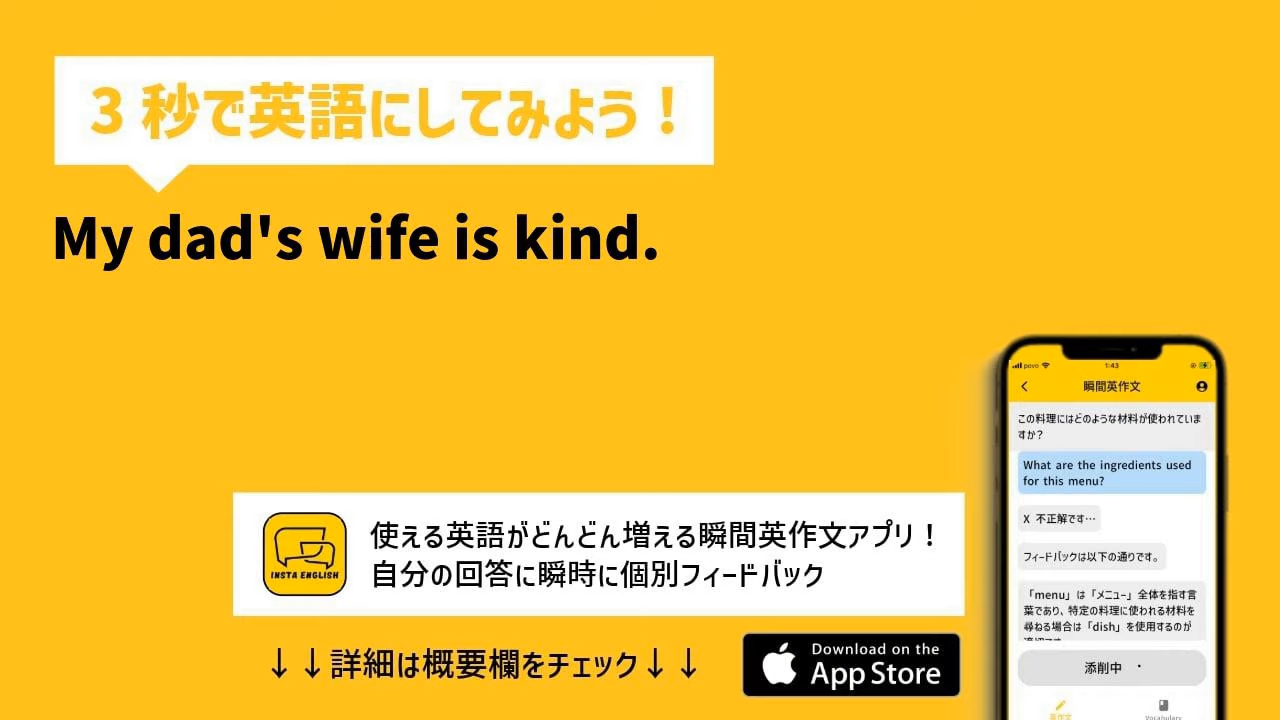 3秒で英語にしてみよう！
My dad's wife is kind.
povo 1:43
瞬間英作文
この料理にはどのような材料が使われていま
すか？
What are the ingredients used
for this menu?
X 不正解です…
フィードバックは以下の通りです。
「menu」は「メニュー」全体を指す言
葉であり、特定の料理に使われる材料を
尋ねる場合は「dish」を使用するのが
添削中
英作文 Vocabulary
INSTA ENGLISH
使える英語がどんどん増える瞬間英作文アプリ！
自分の回答に瞬時に個別フィードバック
↓↓詳細は概要欄をチェック↓↓
Download on the
App Store